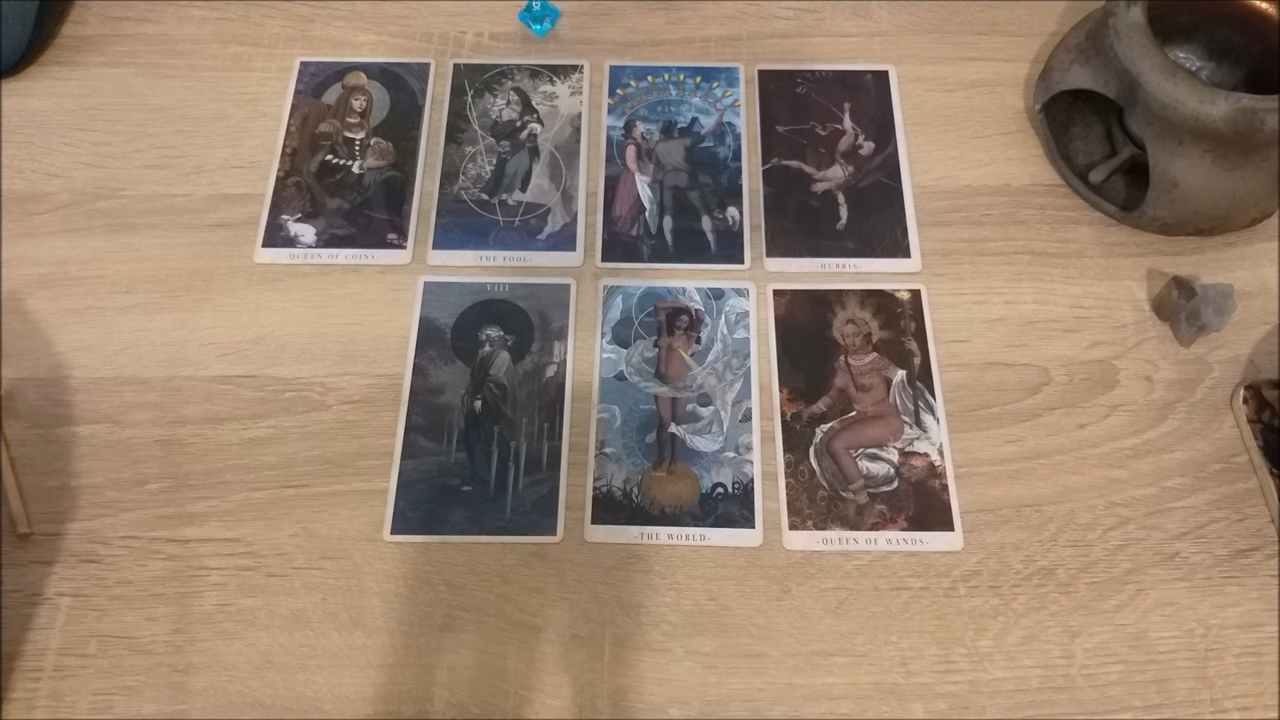 -QUEEN OF COINS-
-THE FOOL-
-HUBRIS-
VIII
-THE WORLD-
-QUEEN OF WANDS-